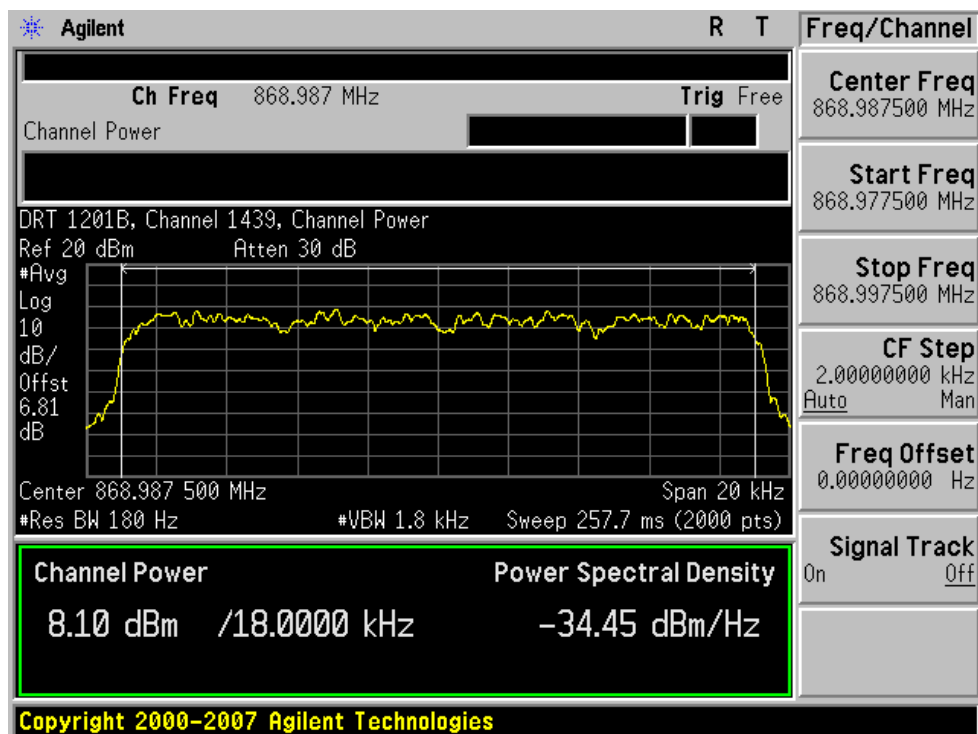 Agilent R T
Freq/Channel
Ch Freq 868.987 MHz Trig Free
Channel Power
DRT 1201B, Channel 1439, Channel Power
Ref 20 dBm Atten 30 dB
#Avg
Log
10
dB/
Offst
6.81
dB
Center 868.987 500 MHz Span 20 kHz
#Res BW 180 Hz #VBW 1.8 kHz Sweep 257.7 ms (2000 pts)
Channel Power Power Spectral Density
8.10 dBm /18.0000 kHz -34.45 dBm/Hz
Center Freq
868.987500 MHz
Start Freq
868.977500 MHz
Stop Freq
868.997500 MHz
CF Step
2.00000000 kHz
Auto Man
Freq Offset
0.00000000 Hz
Signal Track
On Off
Copyright 2000-2007 Agilent Technologies